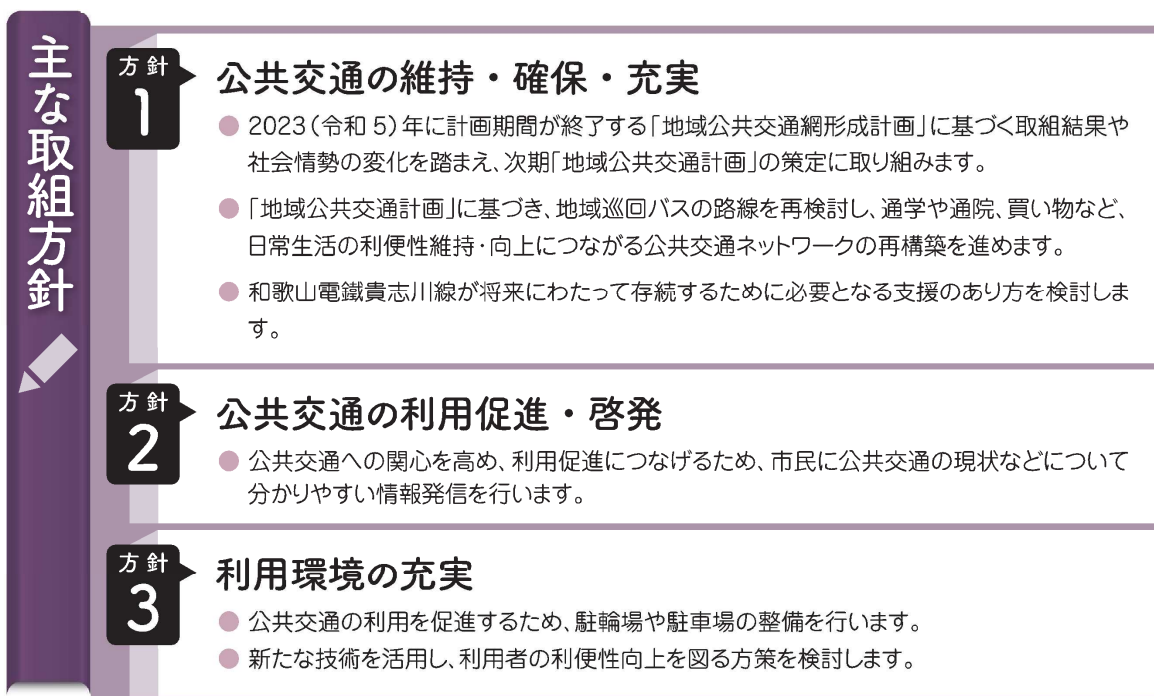 主な取組方針
方針
1
公共交通の維持・確保・充実
● 2023(令和5)年に計画期間が終了する「地域公共交通網形成計画」に基づく取組結果や
社会情勢の変化を踏まえ、次期「地域公共交通計画」の策定に取り組みます。
● 「地域公共交通計画」に基づき、地域巡回バスの路線を再検討し、通学や通院、買い物など、
日常生活の利便性維持・向上につながる公共交通ネットワークの再構築を進めます。
● 和歌山電鐵貴志川線が将来にわたって存続するために必要となる支援のあり方を検討しま
す。
方針
2
公共交通の利用促進・啓発
● 公共交通への関心を高め、利用促進につなげるため、市民に公共交通の現状などについて
分かりやすい情報発信を行います。
方針
3
利用環境の充実
● 公共交通の利用を促進するため、駐輪場や駐車場の整備を行います。
● 新たな技術を活用し、利用者の利便性向上を図る方策を検討します。